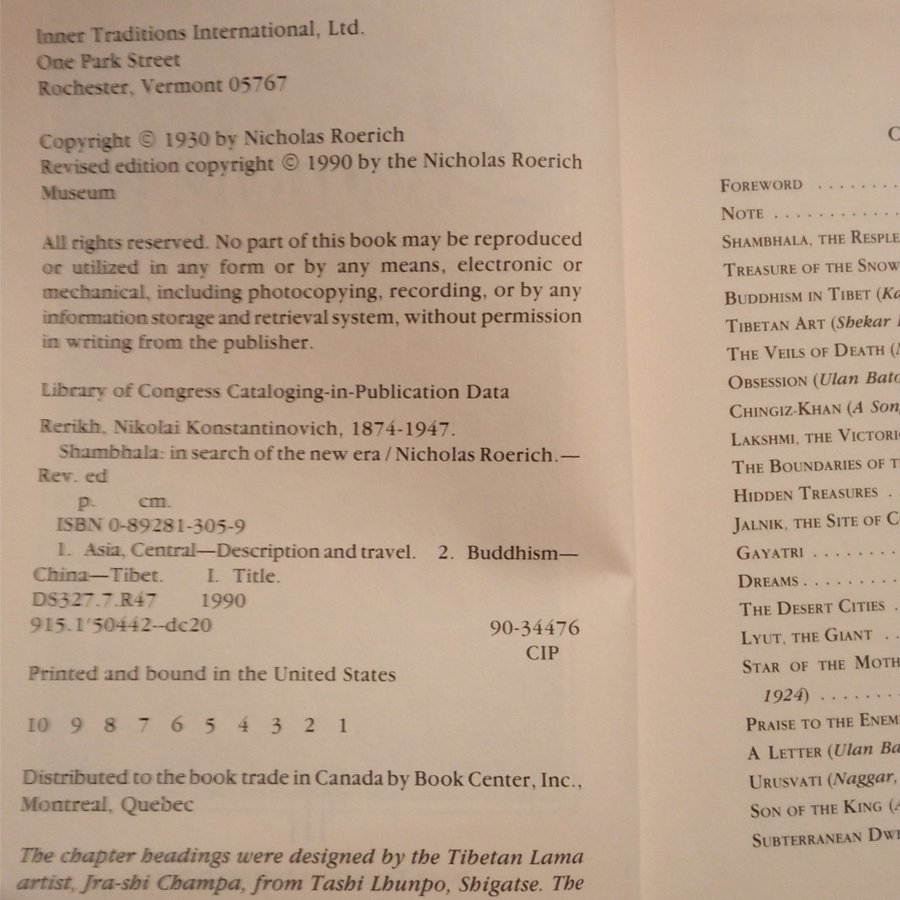 Inner Traditions International, Ltd.
One Park Street
Rochester, Vermont 05767
Copyright © 1930 by Nicholas Roerich
Revised edition copyright © 1990 by the Nicholas Roerich
Museum
All rights reserved. No part of this book may be reproduced
or utilized in any form or by any means, electronic or
mechanical, including photocopying, recording, or by any
information storage and retrieval system, without permission
in writing from the publisher.
Library of Congress Cataloging-in-Publication Data
Rerikh, Nikolai Konstantinovich, 1874-1947.
Shambhala: in search of the new era / Nicholas Roerich.—
Rev. ed
p. cm.
ISBN 0-89281-305-9
1. Asia, Central—Description and travel. 2. Buddhism—
China—Tibet. I. Title.
DS327.7.R47 1990
915.1'50442--dc20 90-34476
CIP
Printed and bound in the United States
10 9 8 7 6 5 4 3 2 1
Distributed to the book trade in Canada by Book Center, Inc.,
Montreal, Quebec
The chapter headings were designed by the Tibetan Lama
artist, Jra-shi Champa, from Tashi Lhunpo, Shigatse. The
FOREWORD . . . . . . .
NOTE . . . . . . . . . . .
SHAMBHALA, THE
TREASURE OF THE
BUDDHISM IN TIBET (
TIBETAN ART (Shekar
THE VEILS OF DEATH (
OBSESSION (Ulan
CHINGIZ-KHAN (A
LAKSHMI, THE
THE BOUNDARIES OF
HIDDEN TREASURES .
JALNIK, THE SITE OF
GAYATRI . . . . . . . .
DREAMS . . . . . . . . .
THE DESERT CITIES .
LYUT, THE GIANT . .
STAR OF THE
1924) . . . . . . . .
PRAISE TO THE
A LETTER (Ulan
URUSVATI (Naggar,
SON OF THE KING (
SUBTERRANEAN